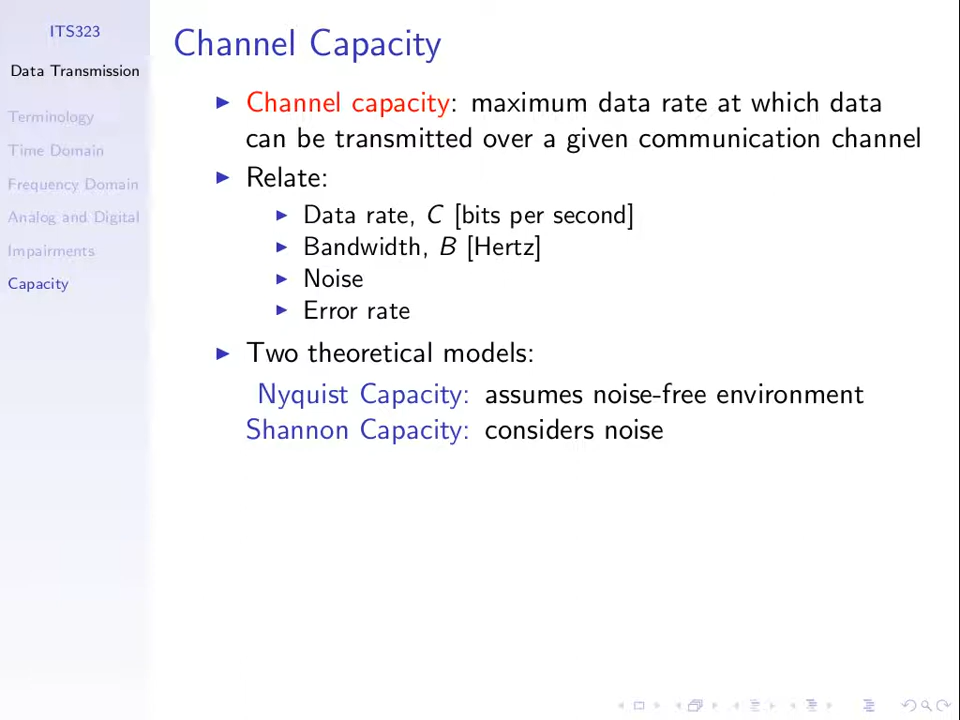 ITS323
Data Transmission
Terminology
Time Domain
Frequency Domain
Analog and Digital
Impairments
Capacity
Channel Capacity
Channel capacity: maximum data rate at which data
can be transmitted over a given communication channel
Relate:
Data rate, C [bits per second]
Bandwidth, B [Hertz]
Noise
Error rate
Two theoretical models:
Nyquist Capacity: assumes noise-free environment
Shannon Capacity: considers noise